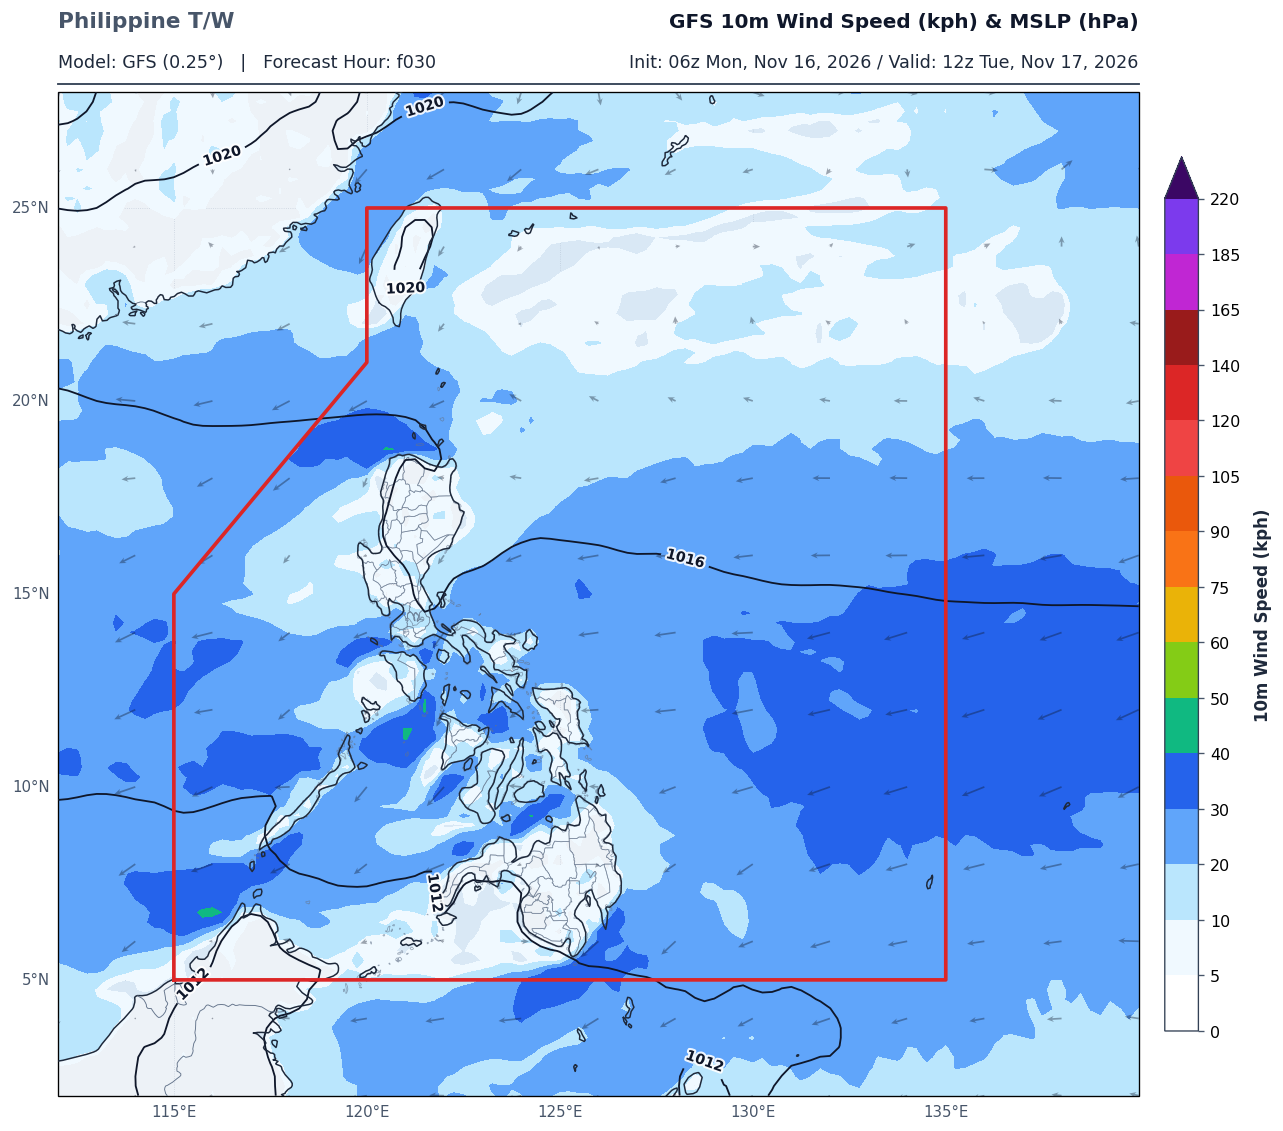 Philippine T/W
GFS 10m Wind Speed (kph) & MSLP (hPa)
Model: GFS (0.25°) | Forecast Hour: f030
Init: 06z Mon, Nov 16, 2026 / Valid: 12z Tue, Nov 17, 2026
1020
1020
1020
1016
1012
1012
1012
25°N
20°N
15°N
10°N
5°N
115°E
120°E
125°E
130°E
135°E
220
185
165
140
120
105
90
75
60
50
40
30
20
10
5
0
10m Wind Speed (kph)